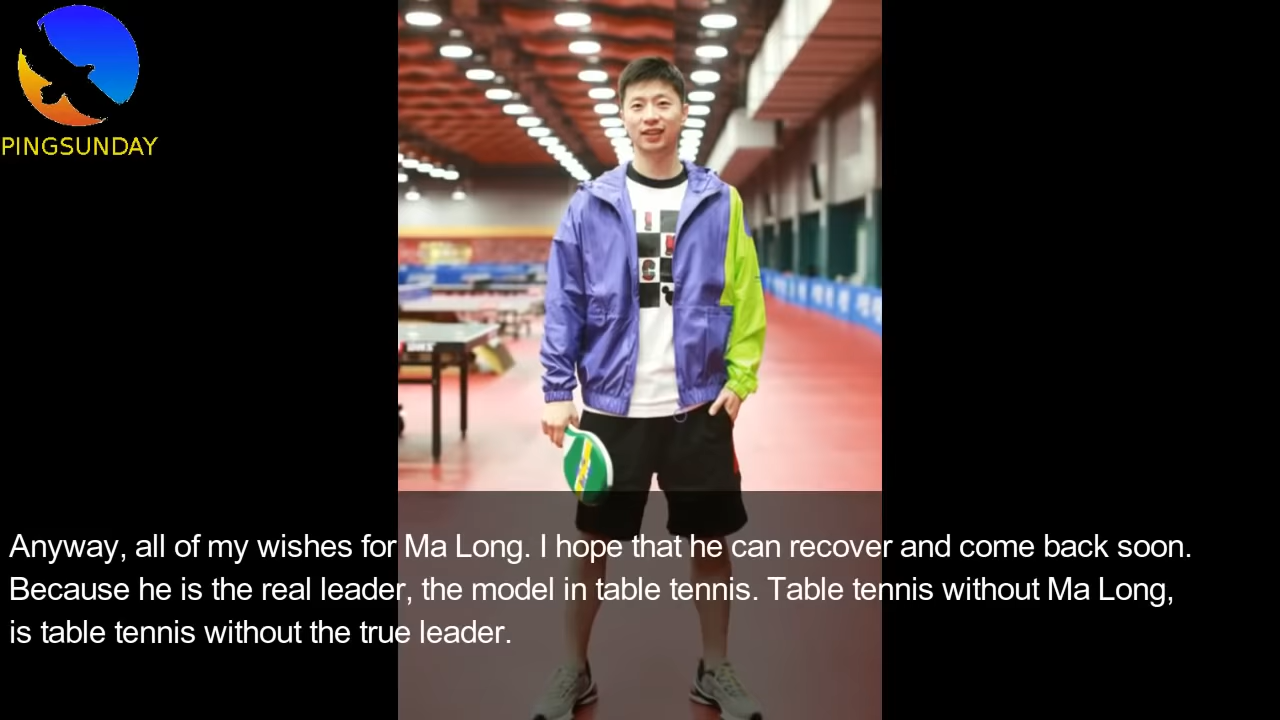 PINGSUNDAY
Anyway, all of my wishes for Ma Long. I hope that he can recover and come back soon.
Because he is the real leader, the model in table tennis. Table tennis without Ma Long,
is table tennis without the true leader.